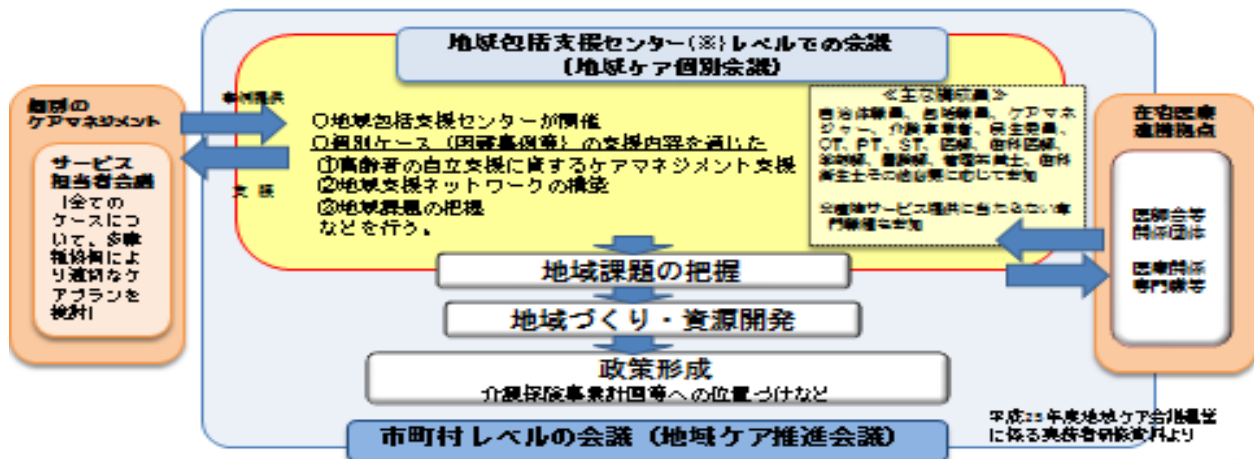 地域包括支援センター(※)レベルでの会議
(地域ケア個別会議)
個別の
ケアマネジメント
サービス
担当者会議
(全ての
ケースにつ
いて、多職
種協働によ
り適切なケ
アプランを
検討)
事例提供
支 援
○地域包括支援センターが開催
○個別ケース(困難事例等)の支援内容を通じた
①高齢者の自立支援に資するケアマネジメント支援
②地域支援ネットワークの構築
③地域課題の把握
などを行う。
≪主な構成員≫
自治体職員、包括職員、ケアマネ
ジャー、介護事業者、民生委員、
OT、PT、ST、医師、歯科医師、
薬剤師、看護師、管理栄養士、歯科
衛生士その他必要に応じて参加
※直接サービス提供に当たらない専
門職種も参加
在宅医療
連携拠点
医師会等
関係団体
医療関係
専門職等
地域課題の把握
地域づくり・資源開発
政策形成
介護保険事業計画等への位置づけなど
市町村レベルの会議(地域ケア推進会議)
平成25年度地域ケア会議運営
に係る実務者研修資料より